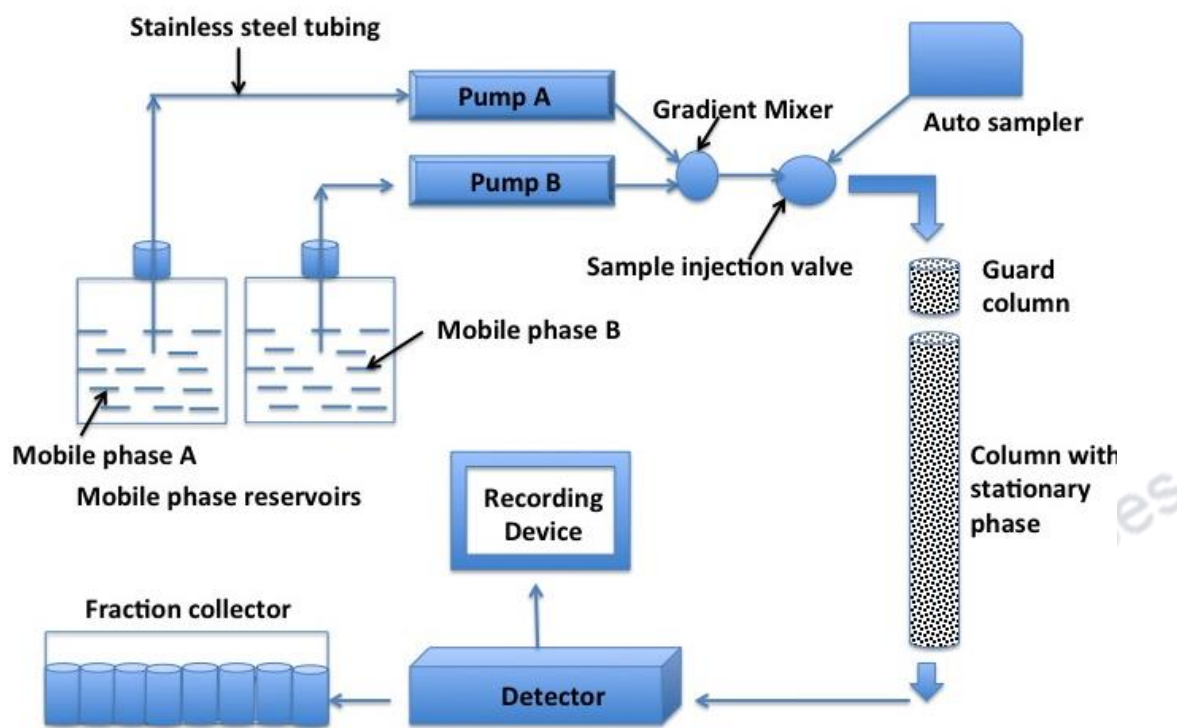 Stainless steel tubing
Pump A
Gradient Mixer
Auto sampler
Pump B
Sample injection valve
Guard
column
Mobile phase B
Mobile phase A
Mobile phase reservoirs
Column with
stationary
phase
Recording
Device
Fraction collector
Detector